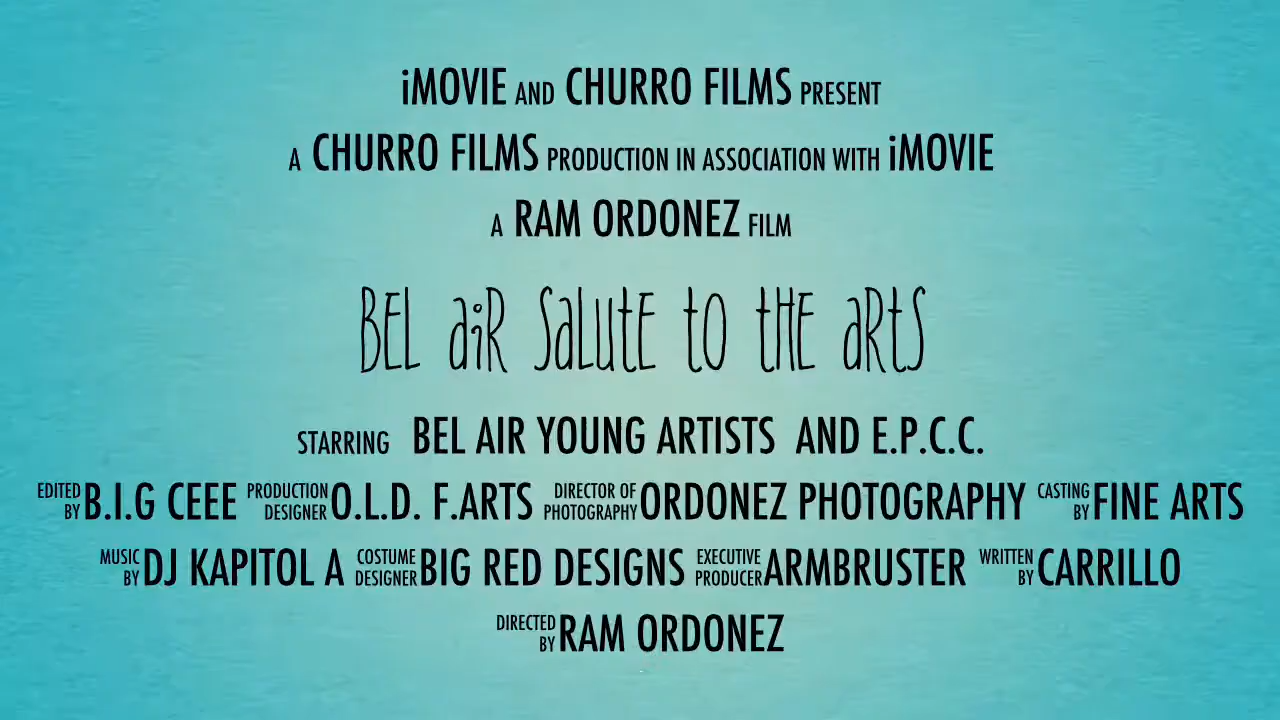 iMOVIE AND CHURRO FILMS PRESENT
A CHURRO FILMS PRODUCTION IN ASSOCIATION WITH iMOVIE
A RAM ORDONEZ FILM
BEL aiR SaLUtE tO tHE aRtS
STARRING BEL AIR YOUNG ARTISTS AND E.P.C.C.
EDITED BY B.I.G CEEE PRODUCTION DESIGNER O.L.D. F.ARTS DIRECTOR OF PHOTOGRAPHY ORDONEZ PHOTOGRAPHY CASTING BY FINE ARTS
MUSIC BY DJ KAPITOL A COSTUME DESIGNER BIG RED DESIGNS EXECUTIVE PRODUCER ARMBRUSTER WRITTEN BY CARRILLO
DIRECTED BY RAM ORDONEZ